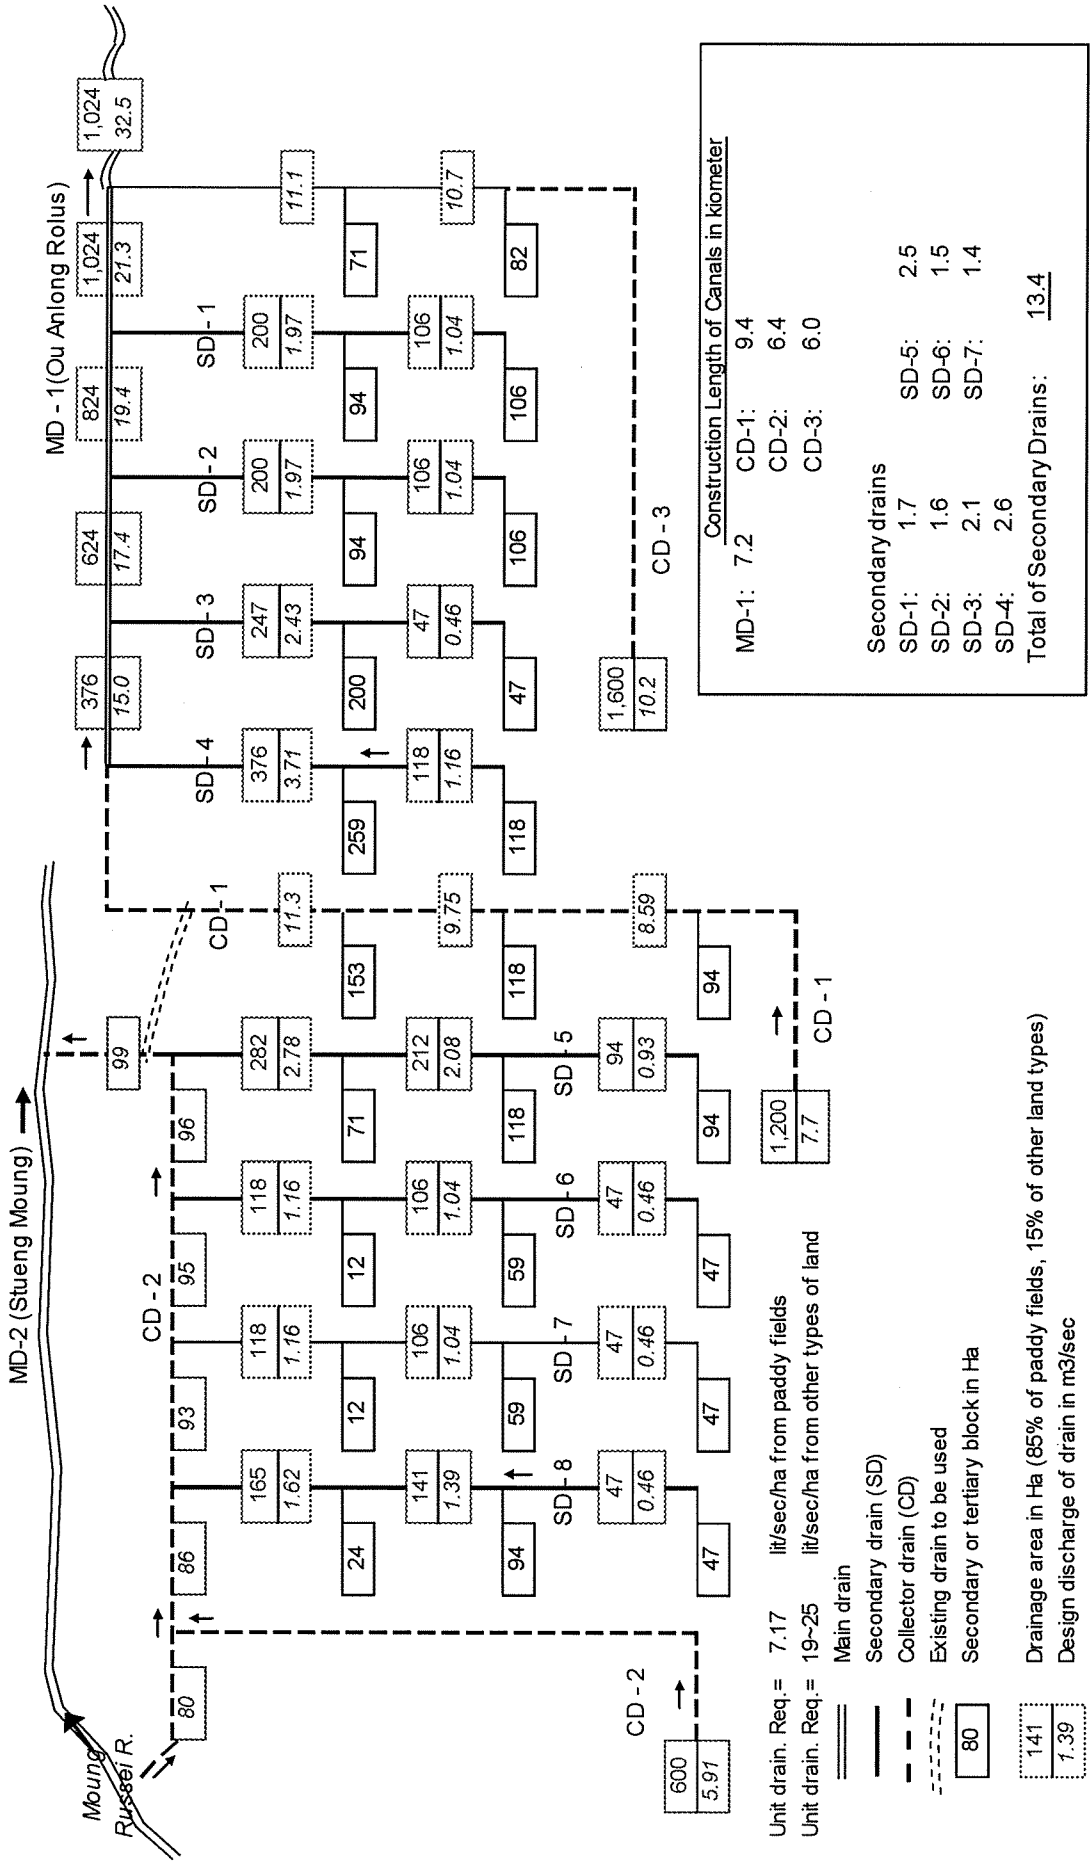 MD-2 (Stueng Moung)
Moung
Russei R.
MD - 1(Ou Anlong Rolus)
80
86
CD - 2
93
95
96
99
376
15.0
624
17.4
824
19.4
1,024
21.3
1,024
32.5
165
1.62
118
1.16
118
1.16
282
2.78
CD - 1
SD - 4
376
3.71
SD - 3
247
2.43
SD - 2
200
1.97
SD - 1
200
1.97
11.3
11.1
24
12
12
71
153
259
200
94
94
71
141
1.39
106
1.04
106
1.04
212
2.08
9.75
118
1.16
47
0.46
106
1.04
106
1.04
10.7
94
59
59
118
118
118
47
106
106
82
SD - 8
SD - 7
SD - 6
SD - 5
47
0.46
47
0.46
47
0.46
94
0.93
8.59
1,600
10.2
CD - 3
CD - 2
600
5.91
47
47
47
94
94
1,200
7.7
CD - 1
Unit drain. Req.= 7.17 lit/sec/ha from paddy fields
Unit drain. Req.= 19~25 lit/sec/ha from other types of land
Main drain
Secondary drain (SD)
Collector drain (CD)
Existing drain to be used
80 Secondary or tertiary block in Ha
141 Drainage area in Ha (85% of paddy fields, 15% of other land types)
1.39 Design discharge of drain in m3/sec
Construction Length of Canals in kiometer
MD-1: 7.2 CD-1: 9.4
CD-2: 6.4
CD-3: 6.0
Secondary drains
SD-1: 1.7 SD-5: 2.5
SD-2: 1.6 SD-6: 1.5
SD-3: 2.1 SD-7: 1.4
SD-4: 2.6
Total of Secondary Drains: 13.4